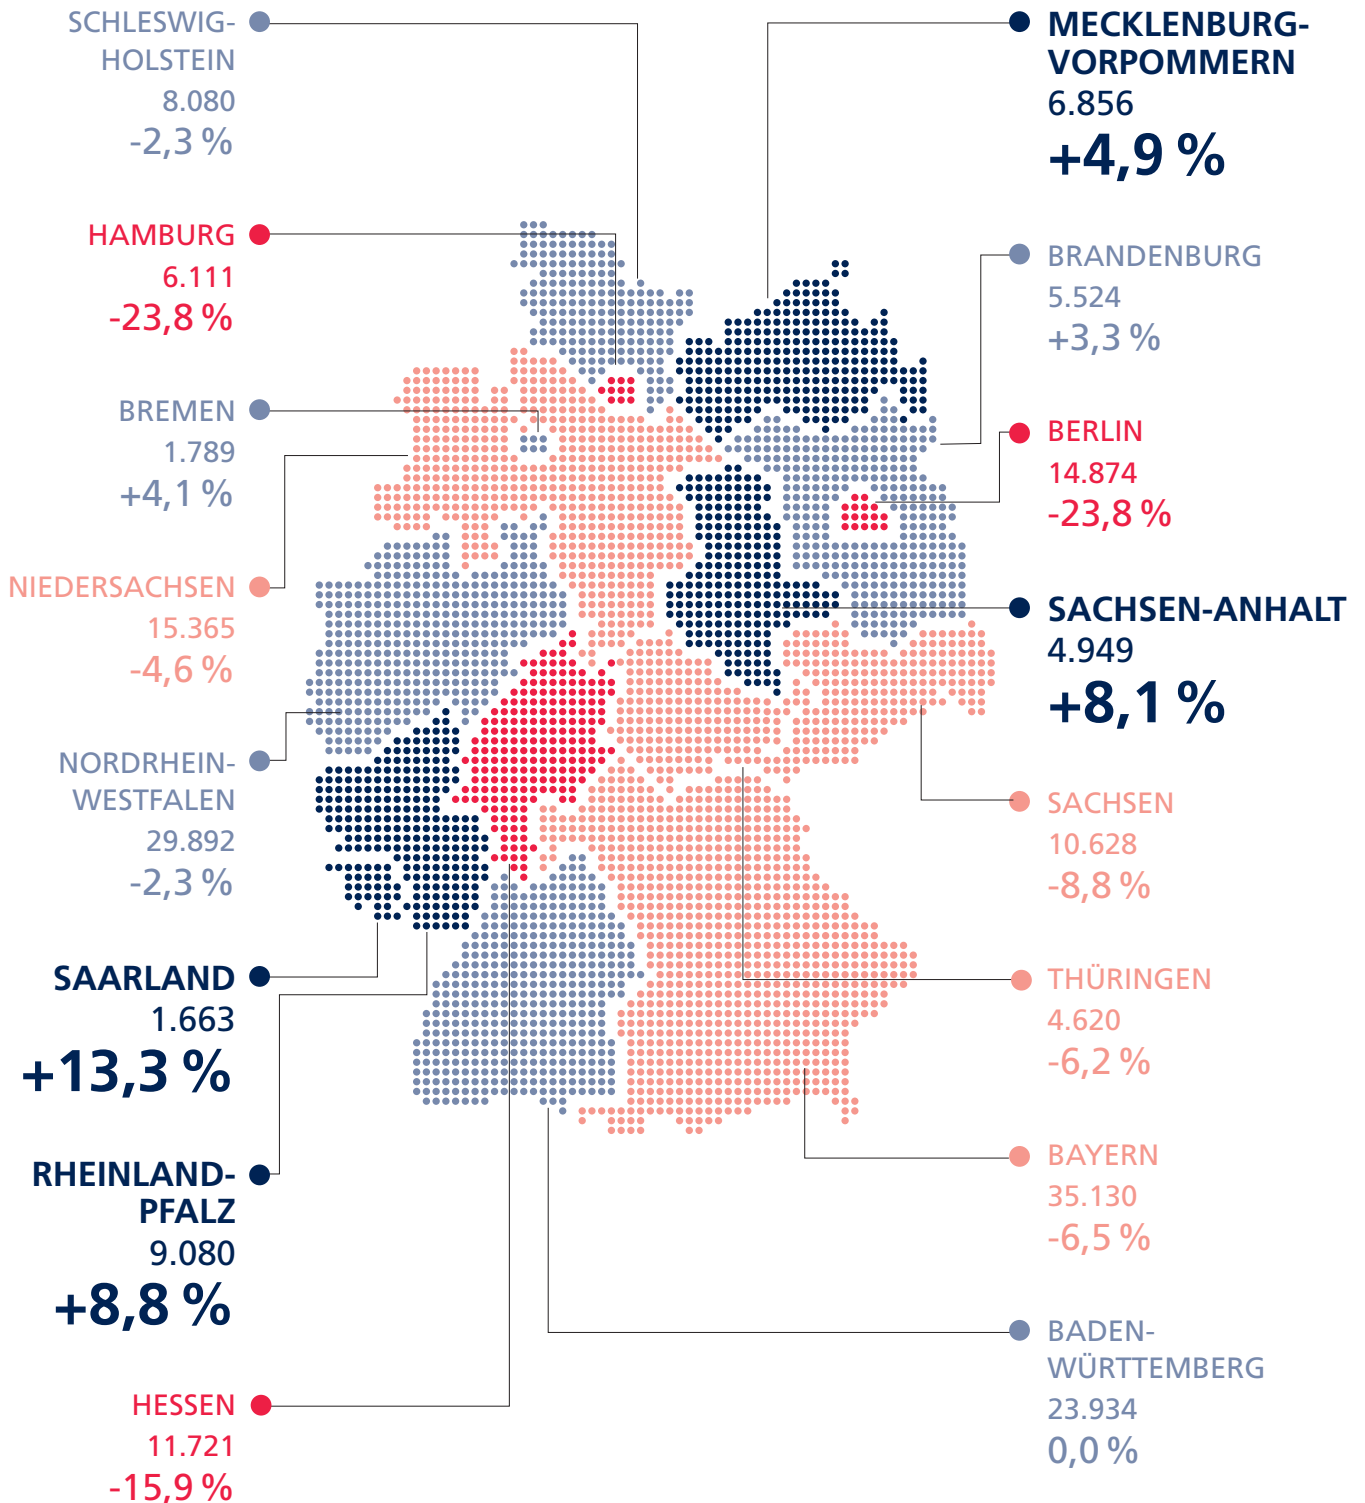 SCHLESWIG-
HOLSTEIN
8.080
-2,3 %
HAMBURG
6.111
-23,8 %
BREMEN
1.789
+4,1 %
NIEDERSACHSEN
15.365
-4,6 %
NORDRHEIN-
WESTFALEN
29.892
-2,3 %
SAARLAND
1.663
+13,3 %
RHEINLAND-
PFALZ
9.080
+8,8 %
HESSEN
11.721
-15,9 %
MECKLENBURG-
VORPOMMERN
6.856
+4,9 %
BRANDENBURG
5.524
+3,3 %
BERLIN
14.874
-23,8 %
SACHSEN-ANHALT
4.949
+8,1 %
SACHSEN
10.628
-8,8 %
THÜRINGEN
4.620
-6,2 %
BAYERN
35.130
-6,5 %
BADEN-
WÜRTTEMBERG
23.934
0,0 %